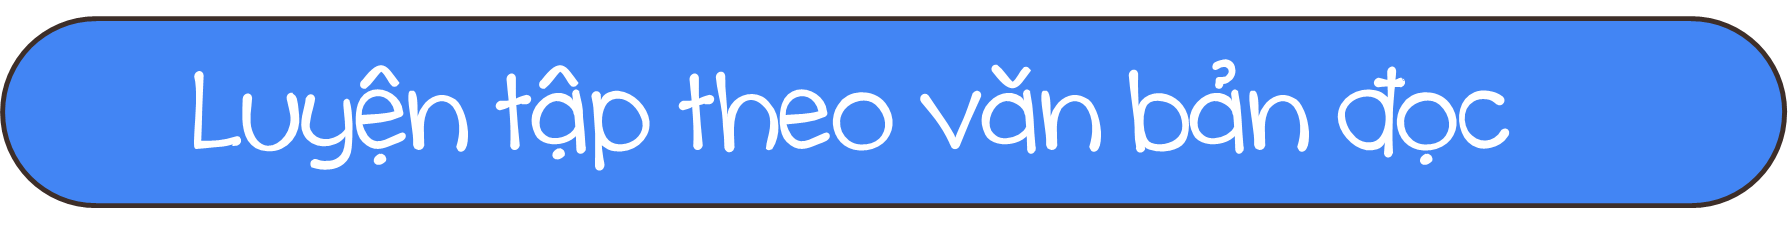 Luyện tập theo văn bản đọc